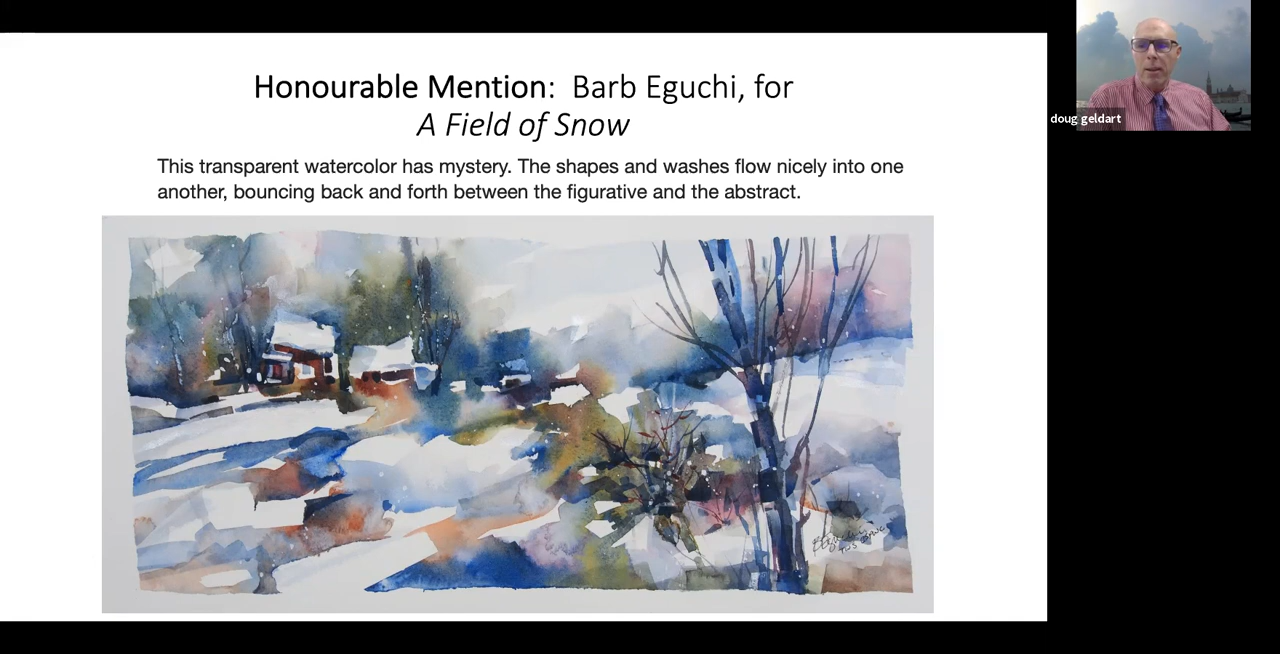 Honourable Mention:  Barb Eguchi, for
A Field of Snow
This transparent watercolor has mystery. The shapes and washes flow nicely into one
another, bouncing back and forth between the figurative and the abstract.
doug geldart